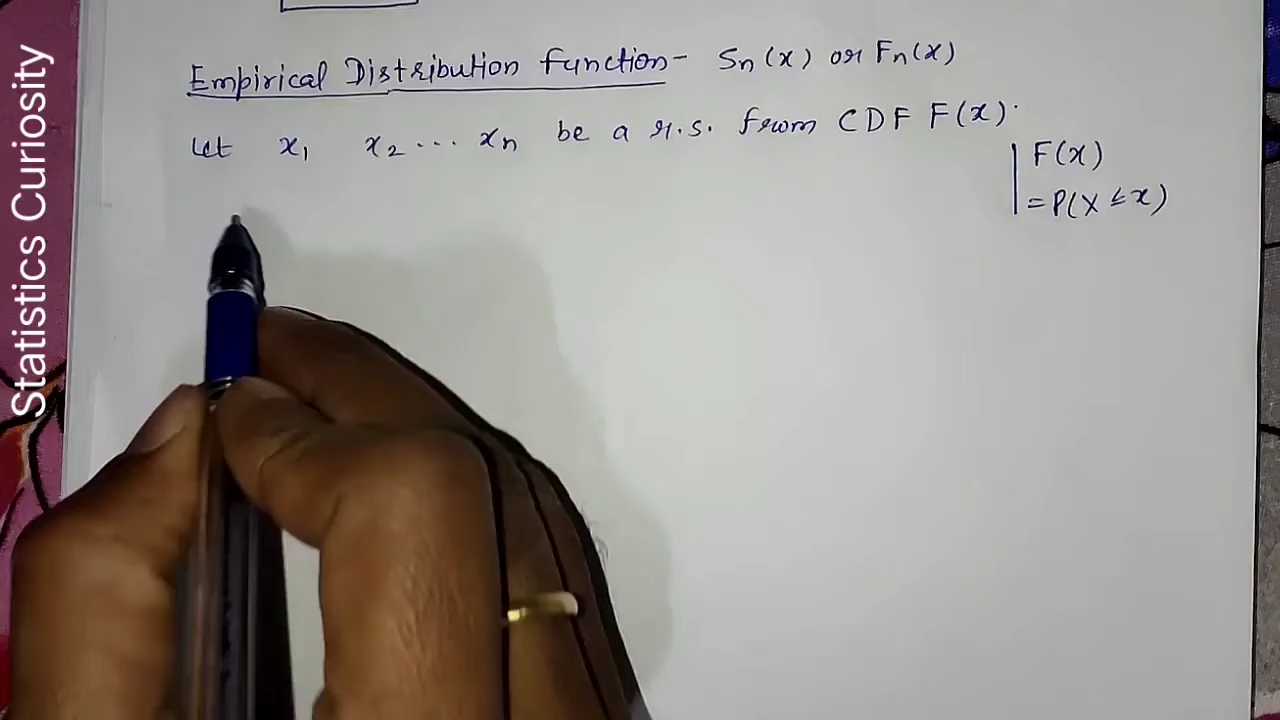 Statistics Curiosity
Empirical Distribution Function- Sn(x) or Fn(x)
Let x1 x2 ... xn be a r.s. from CDF F(x).
F(x)
= P(X ≤ x)